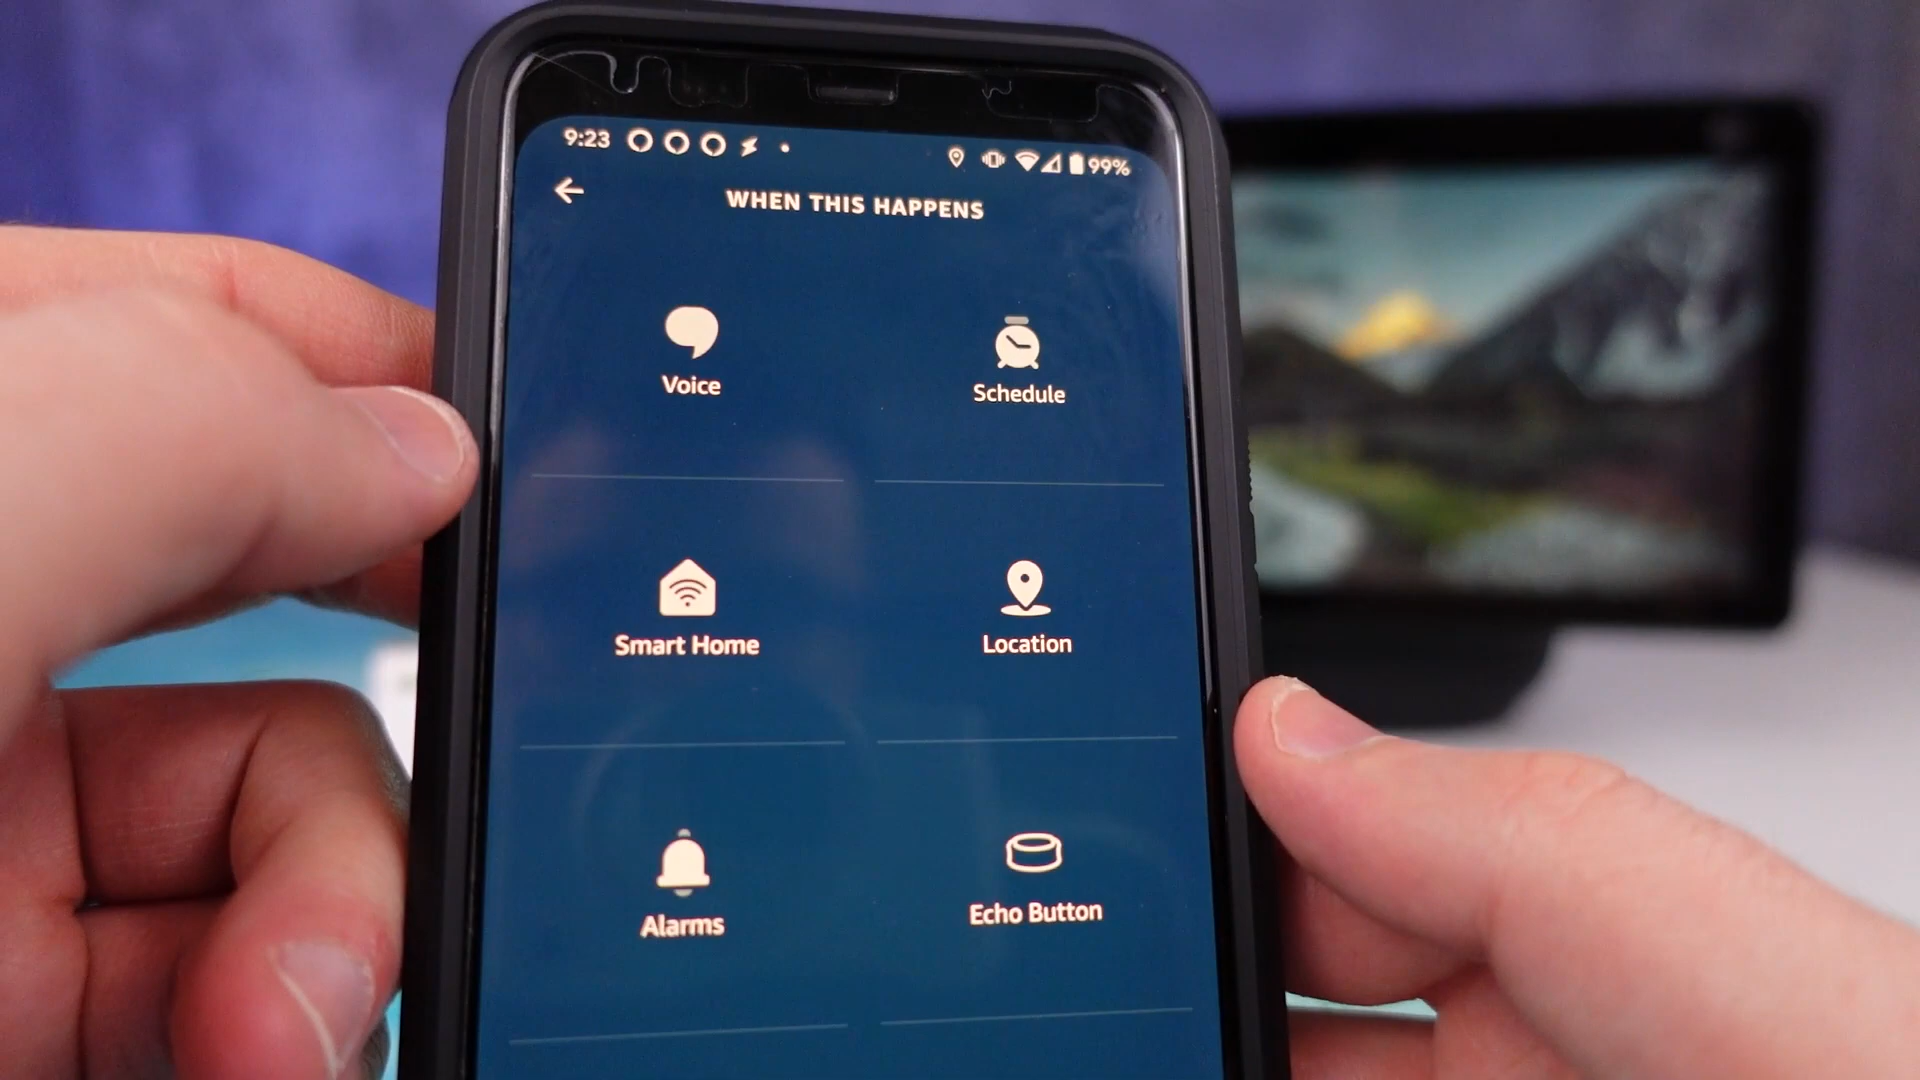 9:23 99%
WHEN THIS HAPPENS
Voice
Schedule
Smart Home
Location
Alarms
Echo Button